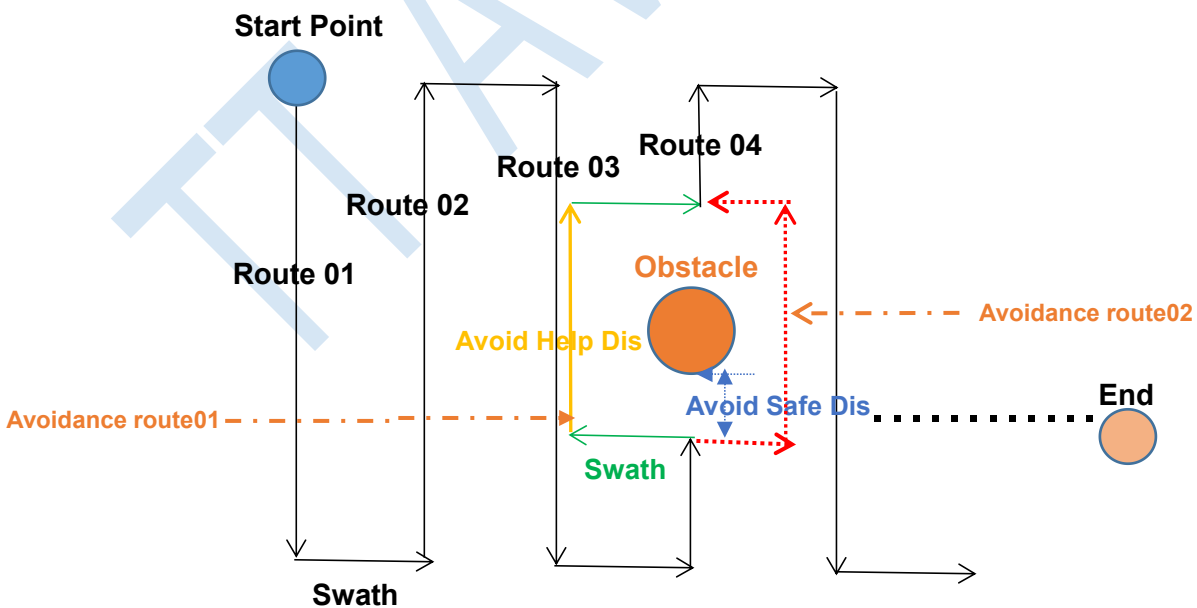 Start Point
Route 04
Route 03
Route 02
Route 01
Obstacle
Avoidance route02
Avoid Help Dis
End
Avoid Safe Dis
Avoidance route01
Swath
Swath